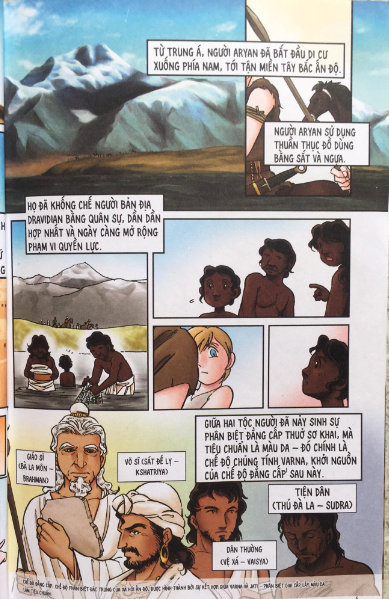 TỪ TRUNG Á, NGƯỜI ARYAN ĐÃ BẮT ĐẦU DI CƯ
XUỐNG PHÍA NAM, TỚI TẬN MIỀN TÂY BẮC ẤN ĐỘ.
NGƯỜI ARYAN SỬ DỤNG
THUẦN THỤC ĐỒ DÙNG
BẰNG SẮT VÀ NGỰA.
HỌ ĐÃ KHỐNG CHẾ NGƯỜI BẢN ĐỊA
DRAVIDIAN BẰNG QUÂN SỰ, DẦN DẦN
HỢP NHẤT VÀ NGÀY CÀNG MỞ RỘNG
PHẠM VI QUYỀN LỰC.
GIỮA HAI TỘC NGƯỜI ĐÃ NẢY SINH SỰ
PHÂN BIỆT ĐẲNG CẤP THUỞ SƠ KHAI, MÀ
TIÊU CHUẨN LÀ MÀU DA – ĐÓ CHÍNH LÀ
CHẾ ĐỘ CHỦNG TÍNH VARNA, KHỞI NGUỒN
CỦA CHẾ ĐỘ ĐẲNG CẤP* SAU NÀY.
GIÁO SĨ
(BÀ LA MÔN –
BRAHMAN)
VÕ SĨ (SÁT ĐẾ LỴ –
KSHATRIYA)
DÂN THƯỜNG
(VỆ XÁ – VAISYA)
TIỆN DÂN
(THỦ ĐÀ LA – SUDRA)
CHẾ ĐỘ ĐẲNG CẤP: CHẾ ĐỘ PHÂN BIỆT ĐẶC TRƯNG CỦA ẤN ĐỘ, ĐƯỢC HÌNH THÀNH BỞI SỰ KẾT HỢP GIỮA VARNA VÀ JATI